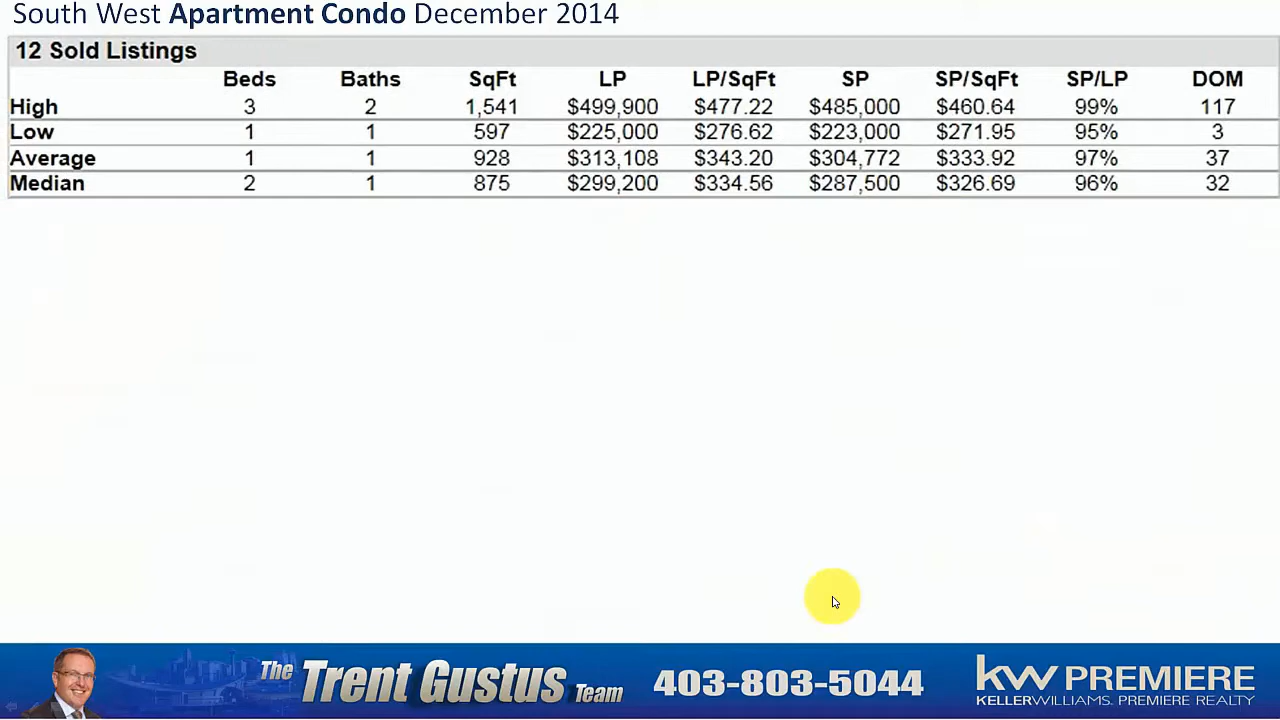 South West Apartment Condo December 2014
12 Sold Listings
Beds Baths SqFt LP LP/SqFt SP SP/SqFt SP/LP DOM
High 3 2 1,541 $499,900 $477.22 $485,000 $460.64 99% 117
Low 1 1 597 $225,000 $276.62 $223,000 $271.95 95% 3
Average 1 1 928 $313,108 $343.20 $304,772 $333.92 97% 37
Median 2 1 875 $299,200 $334.56 $287,500 $326.69 96% 32
The Trent Gustus Team 403-803-5044 kw PREMIERE
KELLERWILLIAMS. PREMIERE REALTY